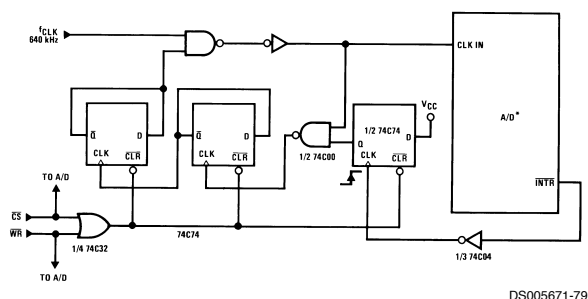 fCLK
640 kHz
CLK IN
A/D*
INTR
VCC
1/2 74C74
Q
D
CLK
CLR
1/2 74C00
Q
D
CLK
CLR
Q
D
CLK
CLR
TO A/D
CS
WR
1/4 74C32
74C74
1/3 74C04
TO A/D
DS005671-79